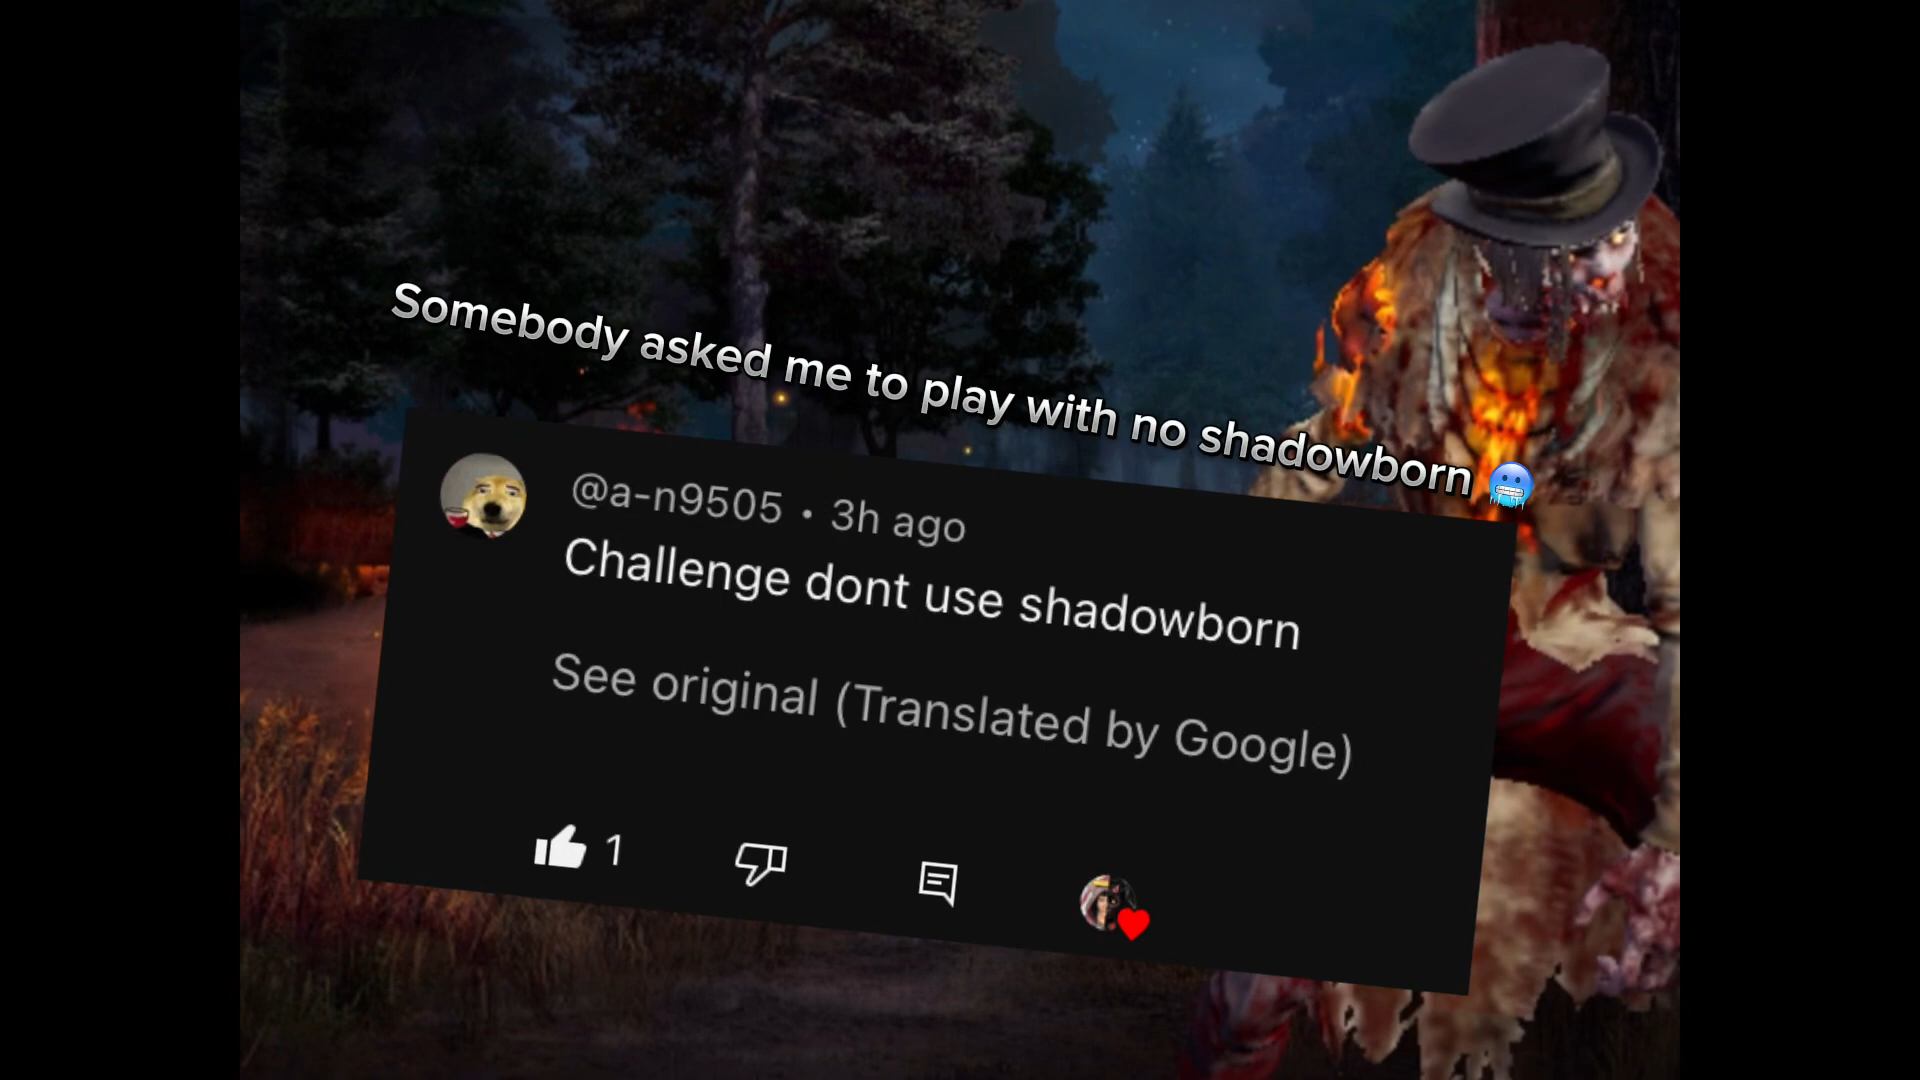 Somebody asked me to play with no shadowborn 🥶
@a-n9505 • 3h ago
Challenge dont use shadowborn
See original (Translated by Google)
1